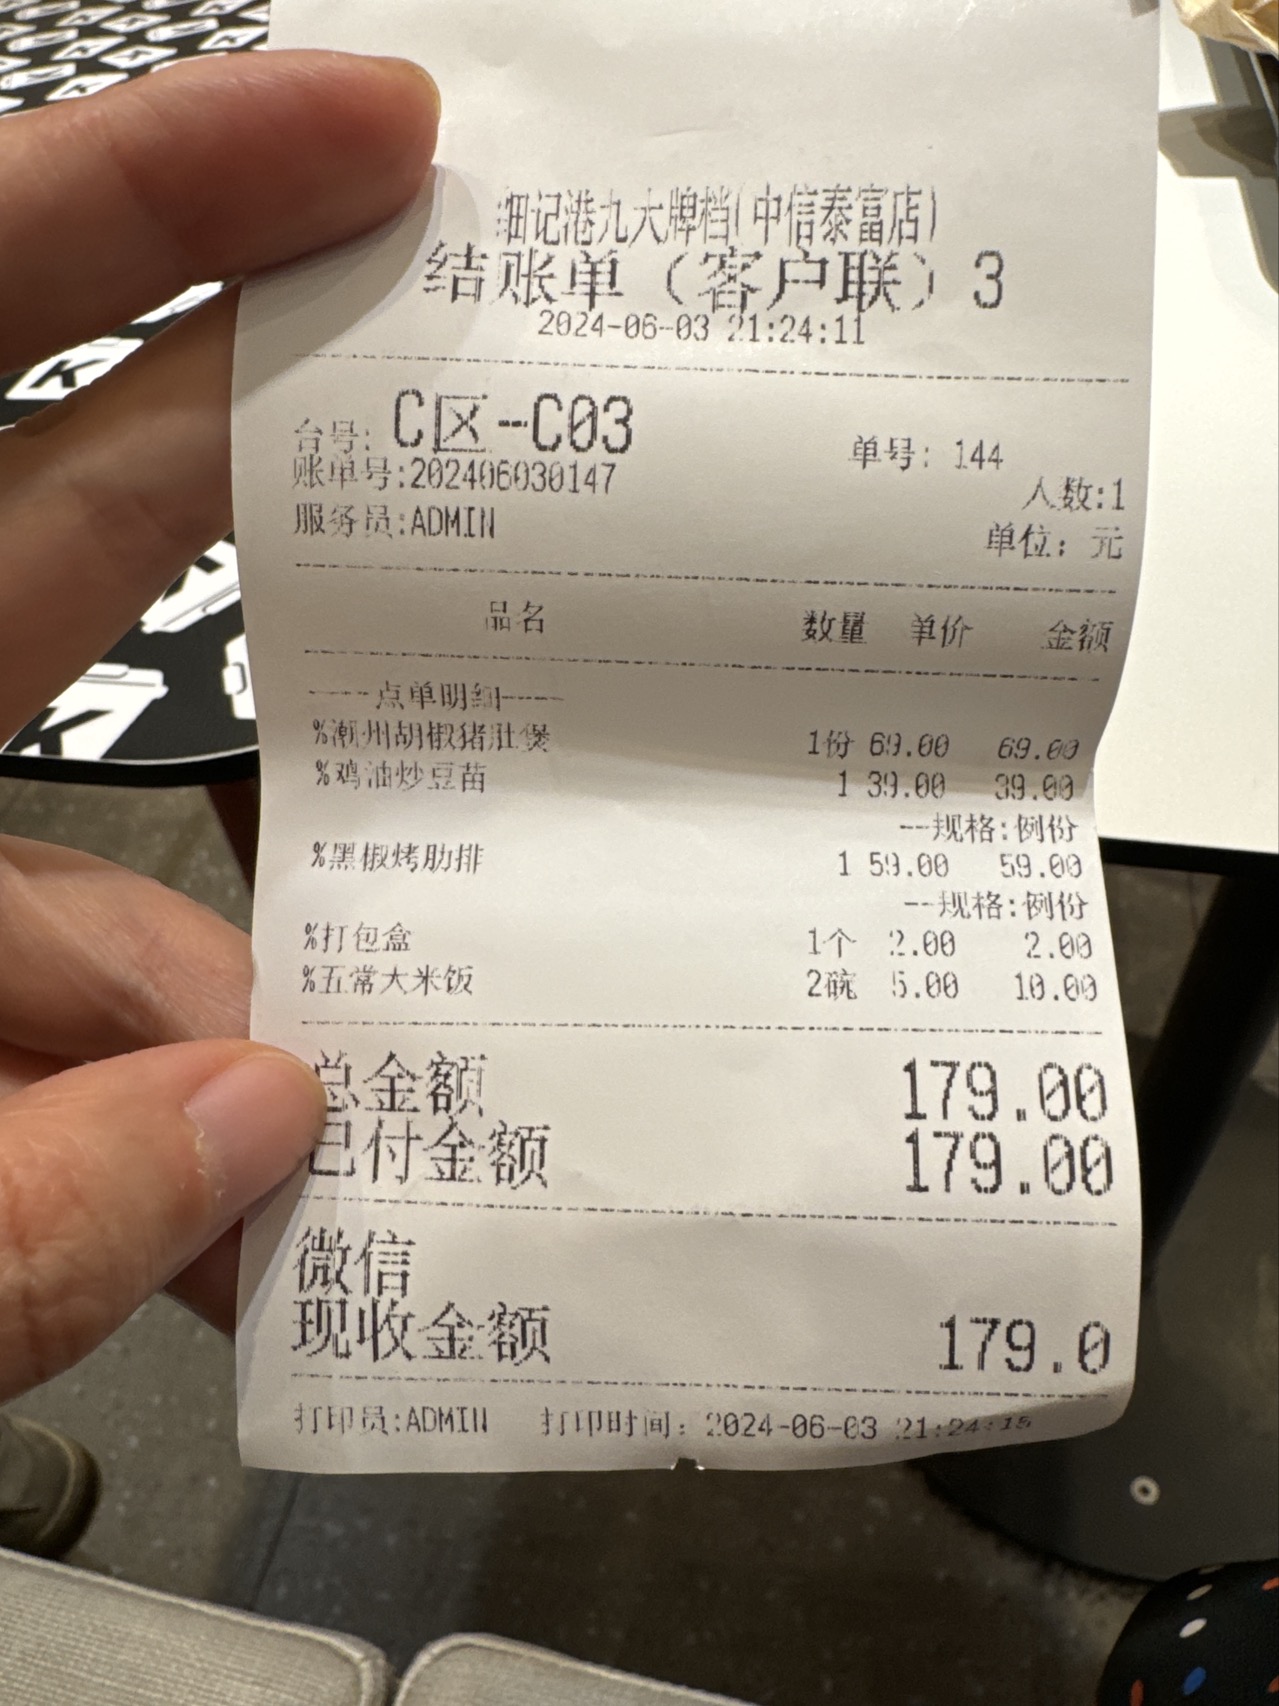 细记港九大牌档(中信泰富店)
结账单（客户联）3
2024-06-03 21:24:11
台号: C区-C03
单号: 144
账单号:202406030147
人数:1
服务员:ADMIN
单位: 元
品名 数量 单价 金额
-----点单明细-----
%潮州胡椒猪肚煲 1份 69.00 69.00
%鸡油炒豆苗 1 39.00 39.00
--规格:例份
%黑椒烤肋排 1 59.00 59.00
--规格:例份
%打包盒 1个 2.00 2.00
%五常大米饭 2碗 5.00 10.00
总金额 179.00
已付金额 179.00
微信
现收金额 179.0
打印员:ADMIN 打印时间: 2024-06-03 21:24:15